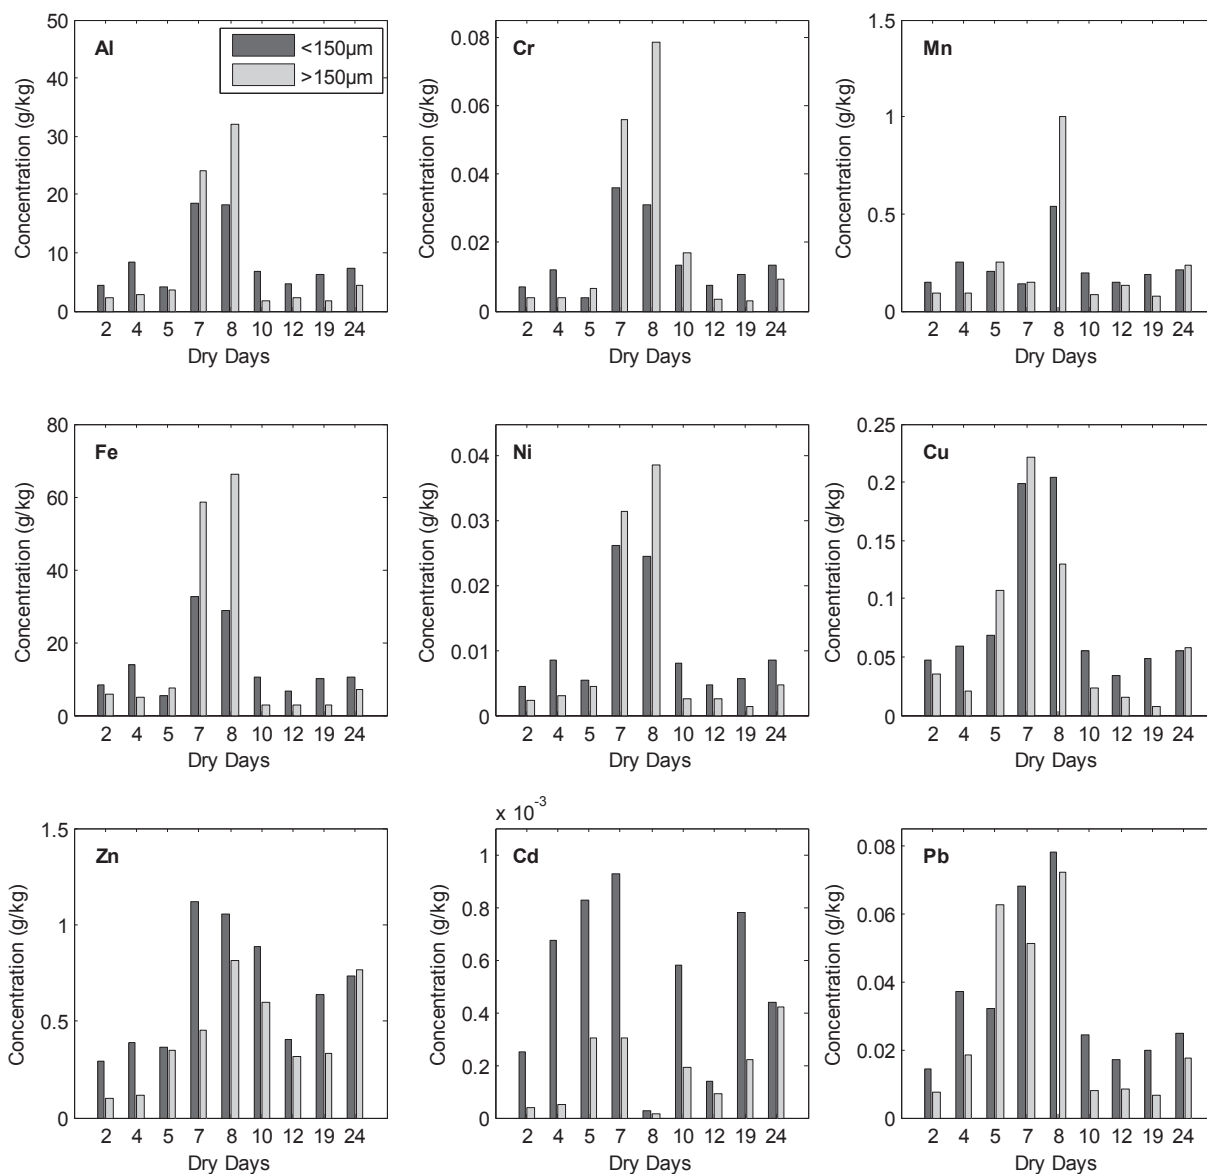 Al
<150µm
>150µm
Concentration (g/kg)
50
40
30
20
10
0
2 4 5 7 8 10 12 19 24
Dry Days
Cr
Concentration (g/kg)
0.08
0.06
0.04
0.02
0
2 4 5 7 8 10 12 19 24
Dry Days
Mn
Concentration (g/kg)
1.5
1
0.5
0
2 4 5 7 8 10 12 19 24
Dry Days
Fe
Concentration (g/kg)
80
60
40
20
0
2 4 5 7 8 10 12 19 24
Dry Days
Ni
Concentration (g/kg)
0.04
0.03
0.02
0.01
0
2 4 5 7 8 10 12 19 24
Dry Days
Cu
Concentration (g/kg)
0.25
0.2
0.15
0.1
0.05
0
2 4 5 7 8 10 12 19 24
Dry Days
Zn
Concentration (g/kg)
1.5
1
0.5
0
2 4 5 7 8 10 12 19 24
Dry Days
x 10⁻³
Cd
Concentration (g/kg)
1
0.8
0.6
0.4
0.2
0
2 4 5 7 8 10 12 19 24
Dry Days
Pb
Concentration (g/kg)
0.08
0.06
0.04
0.02
0
2 4 5 7 8 10 12 19 24
Dry Days